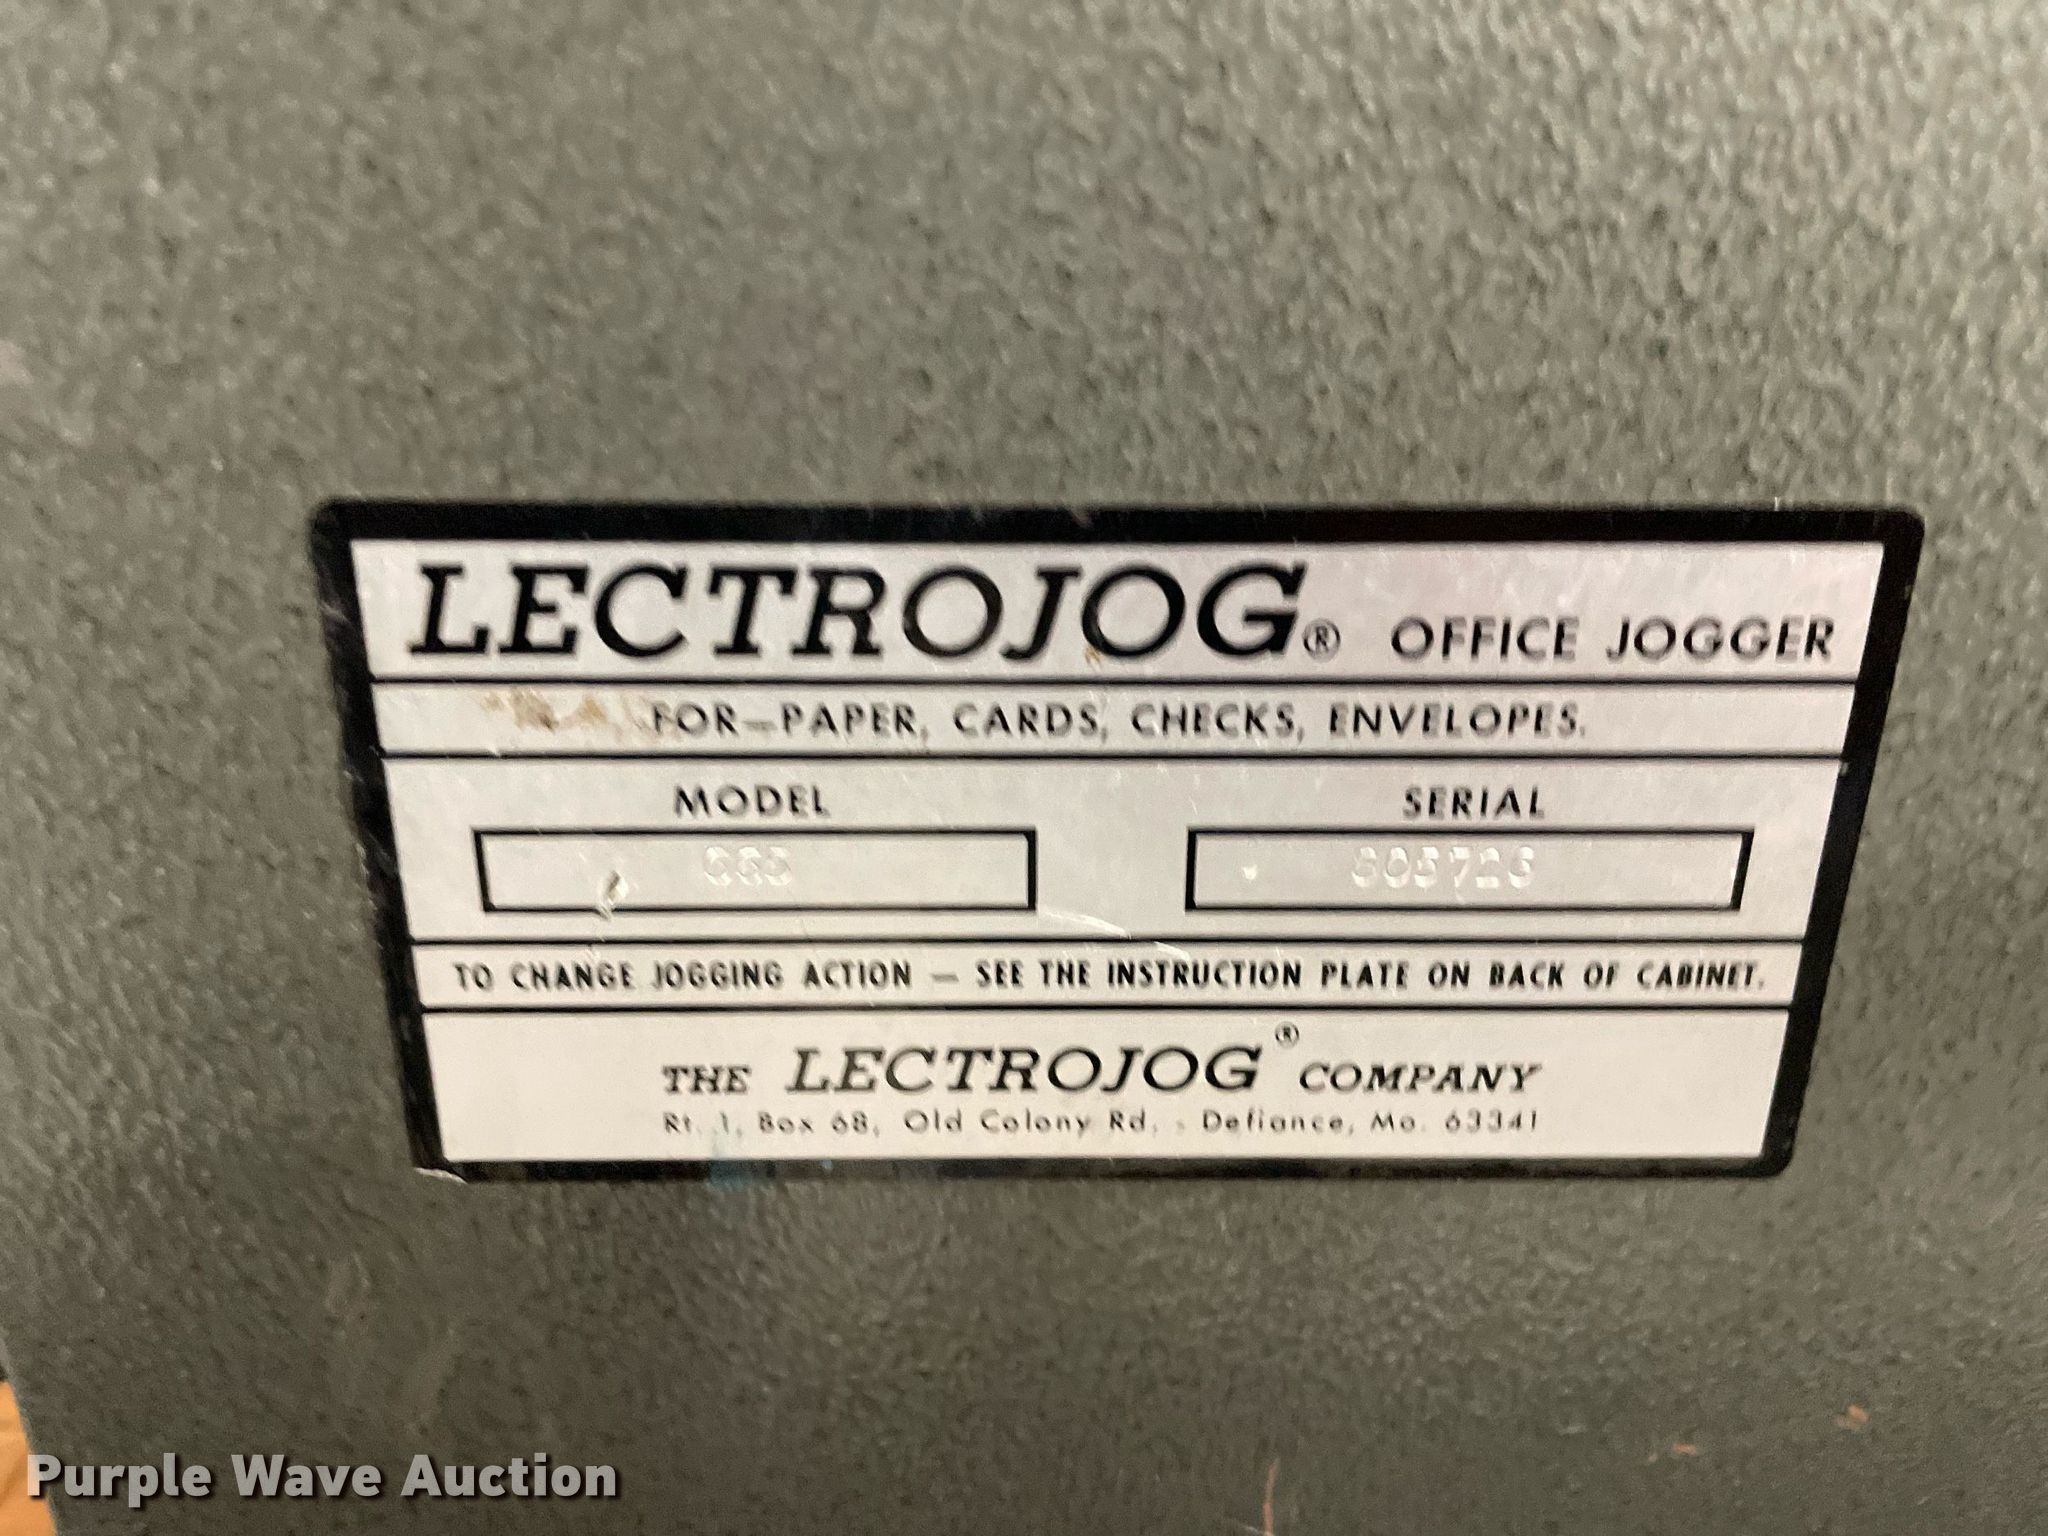 LECTROJOG® OFFICE JOGGER
FOR—PAPER, CARDS, CHECKS, ENVELOPES.
MODEL SERIAL
TO CHANGE JOGGING ACTION — SEE THE INSTRUCTION PLATE ON BACK OF CABINET.
THE LECTROJOG® COMPANY
Rt. 1, Box 68, Old Colony Rd. - Defiance, Mo. 63341
Purple Wave Auction